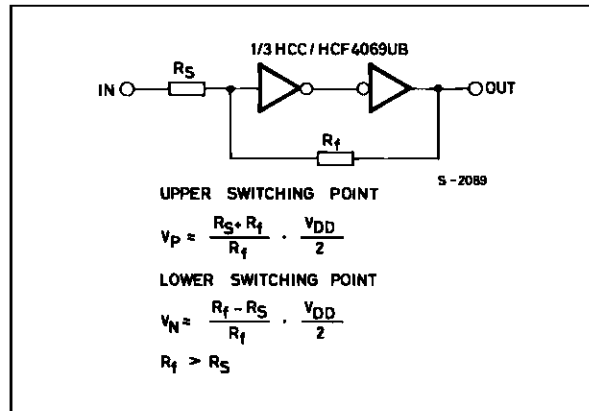 1/3 HCC / HCF4069UB
RS
IN
OUT
Rf
S-2089
UPPER SWITCHING POINT
VP = (RS + Rf) / Rf · VDD / 2
LOWER SWITCHING POINT
VN = (Rf - RS) / Rf · VDD / 2
Rf > RS